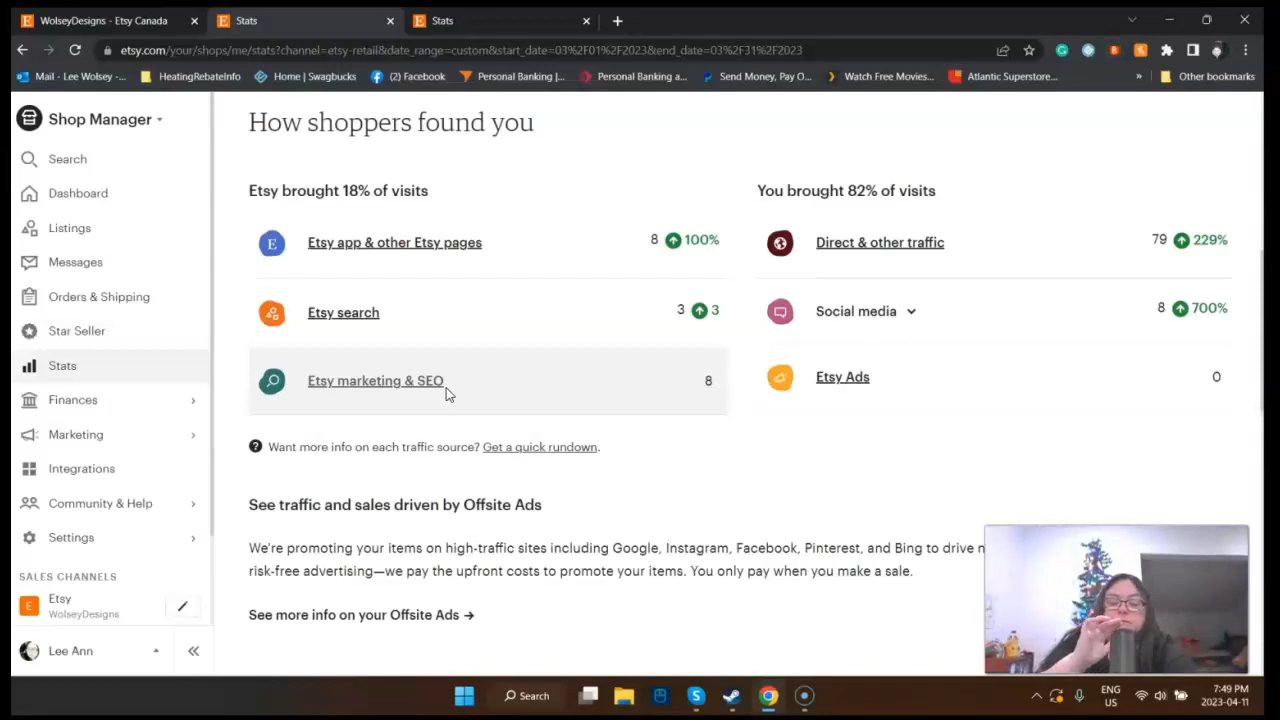 WolseyDesigns - Etsy Canada
Stats
Stats
etsy.com/your/shops/me/stats?channel=etsy-retail&date_range=custom&start_date=03%2F01%2F2023&end_date=03%2F31%2F2023
Mail - Lee Wolsey -...
HeatingRebateInfo
Home | Swagbucks
(2) Facebook
Personal Banking |...
Personal Banking a...
Send Money, Pay O...
Watch Free Movies...
Atlantic Superstore...
»
Other bookmarks
Shop Manager
Search
Dashboard
Listings
Messages
Orders & Shipping
Star Seller
Stats
Finances
Marketing
Integrations
Community & Help
Settings
SALES CHANNELS
E
Etsy
WolseyDesigns
Lee Ann
«
How shoppers found you
Etsy brought 18% of visits
E Etsy app & other Etsy pages 8 100%
Etsy search 3 3
Etsy marketing & SEO 8
You brought 82% of visits
Direct & other traffic 79 229%
Social media 8 700%
Etsy Ads 0
? Want more info on each traffic source? Get a quick rundown.
See traffic and sales driven by Offsite Ads
We're promoting your items on high-traffic sites including Google, Instagram, Facebook, Pinterest, and Bing to drive
risk-free advertising—we pay the upfront costs to promote your items. You only pay when you make a sale.
See more info on your Offsite Ads →
Search
ENG
US
7:49 PM
2023-04-11